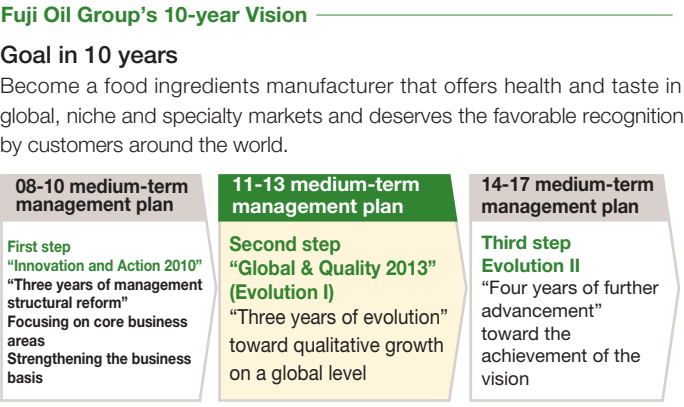 Fuji Oil Group’s 10-year Vision
Goal in 10 years
Become a food ingredients manufacturer that offers health and taste in
global, niche and specialty markets and deserves the favorable recognition
by customers around the world.
08-10 medium-term
management plan
First step
“Innovation and Action 2010”
“Three years of management
structural reform”
Focusing on core business
areas
Strengthening the business
basis
11-13 medium-term
management plan
Second step
“Global & Quality 2013”
(Evolution I)
“Three years of evolution”
toward qualitative growth
on a global level
14-17 medium-term
management plan
Third step
Evolution II
“Four years of further
advancement”
toward the
achievement of the
vision